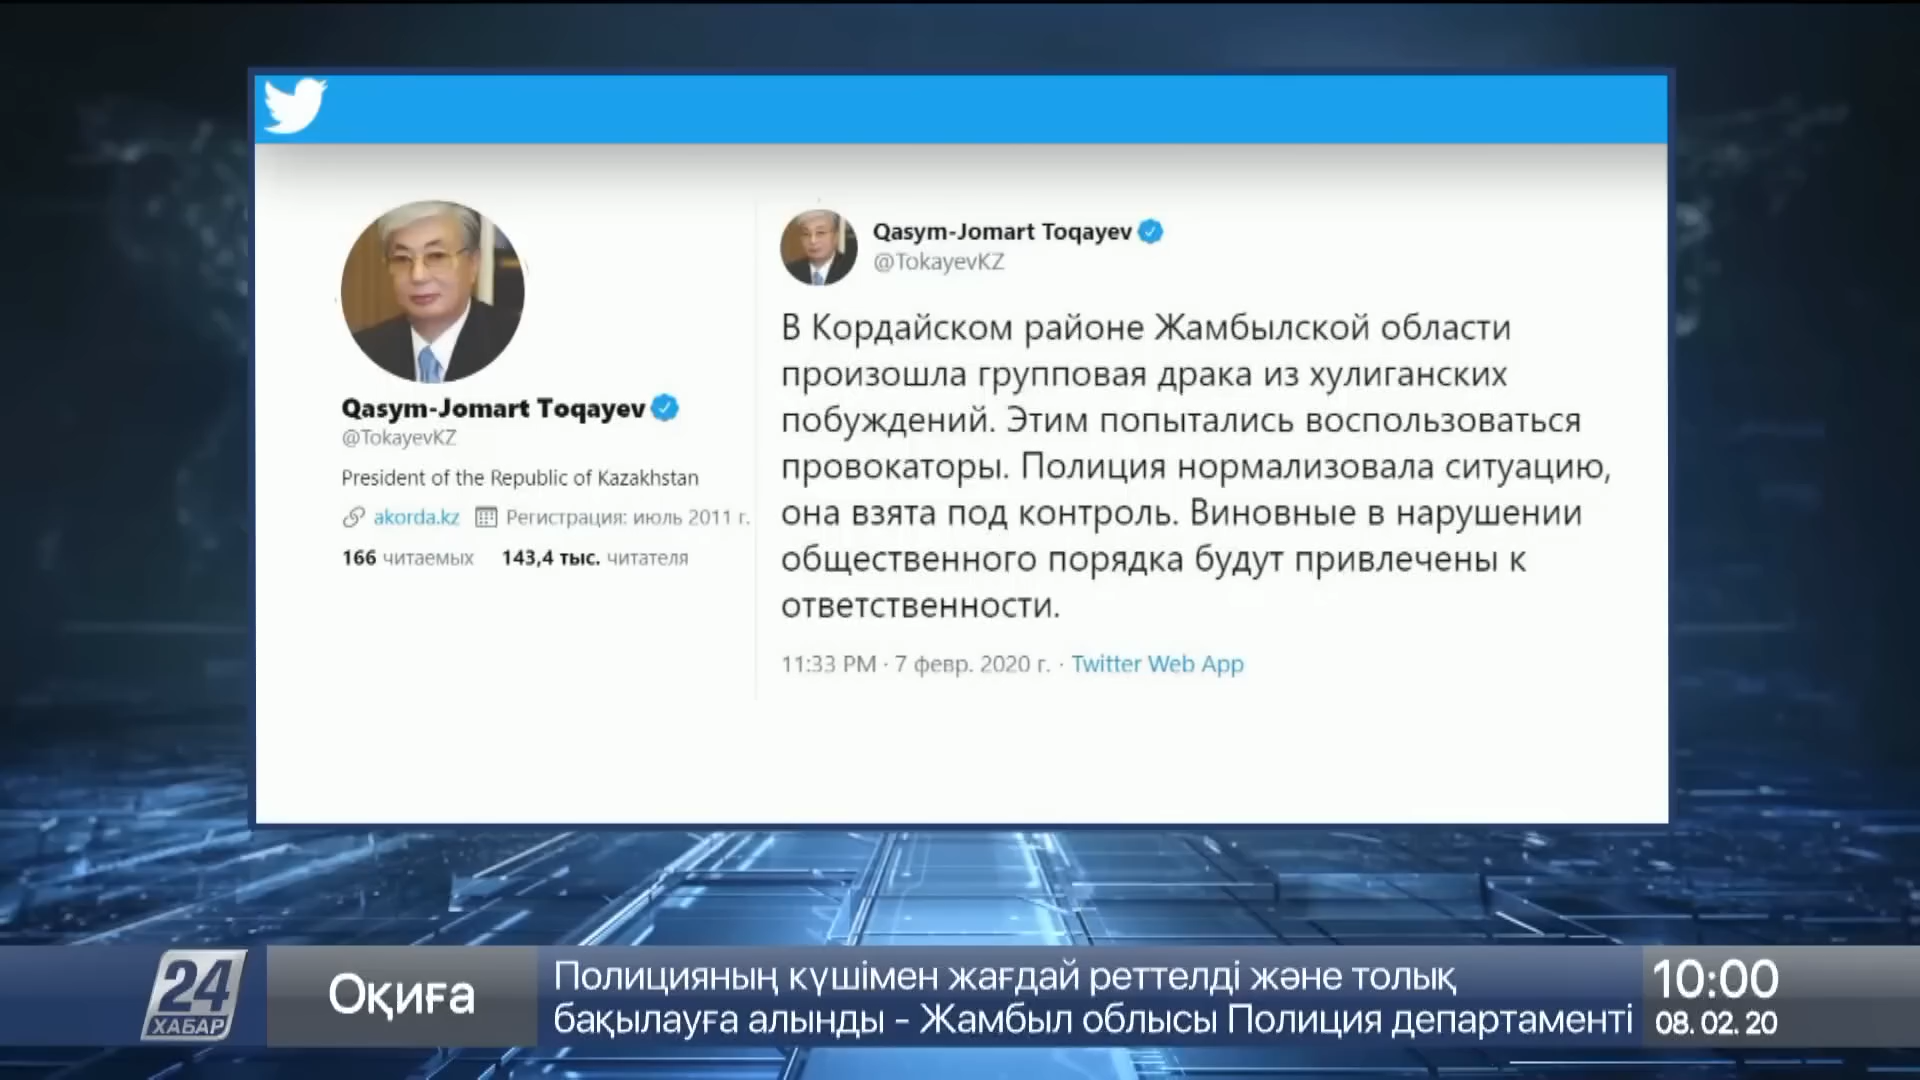 Qasym-Jomart Toqayev
@TokayevKZ
President of the Republic of Kazakhstan
akorda.kz Регистрация: июль 2011 г.
166 читаемых 143,4 тыс. читателя
Qasym-Jomart Toqayev
@TokayevKZ
В Кордайском районе Жамбылской области
произошла групповая драка из хулиганских
побуждений. Этим попытались воспользоваться
провокаторы. Полиция нормализовала ситуацию,
она взята под контроль. Виновные в нарушении
общественного порядка будут привлечены к
ответственности.
11:33 PM · 7 февр. 2020 г. · Twitter Web App
24
ХАБАР
Оқиға
Полицияның күшімен жағдай реттелді және толық
бақылауға алынды - Жамбыл облысы Полиция департаменті
10:00
08. 02. 20